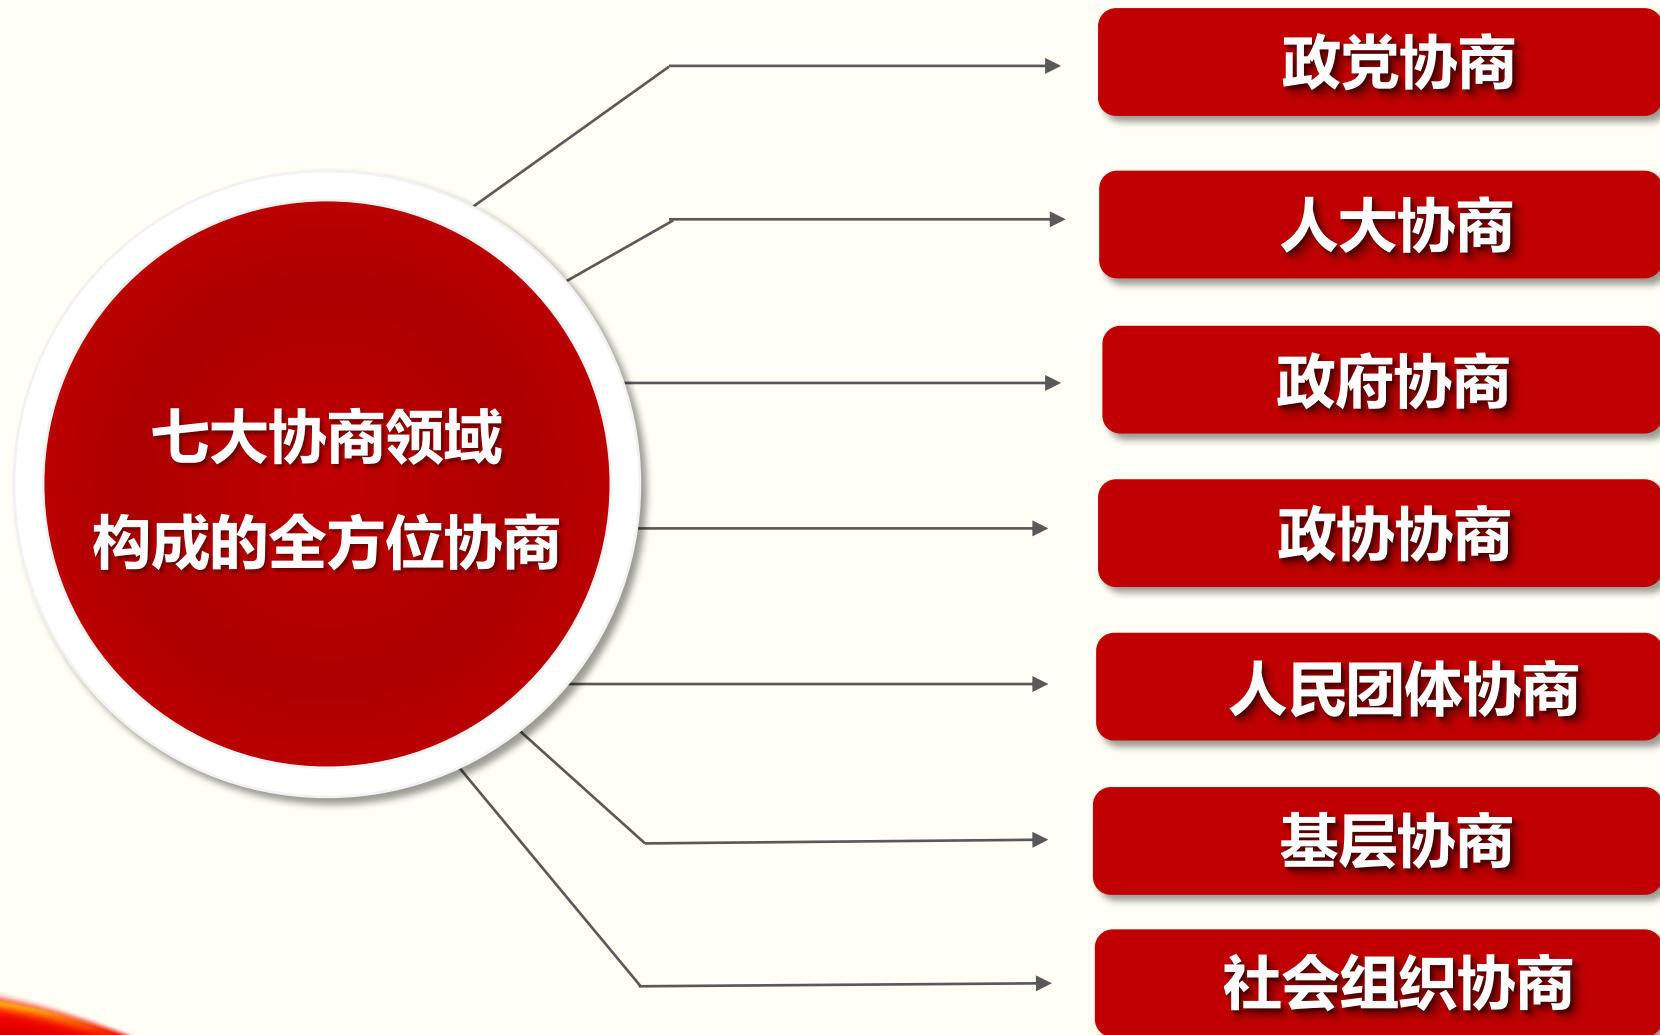 七大协商领域
构成的全方位协商
政党协商
人大协商
政府协商
政协协商
人民团体协商
基层协商
社会组织协商